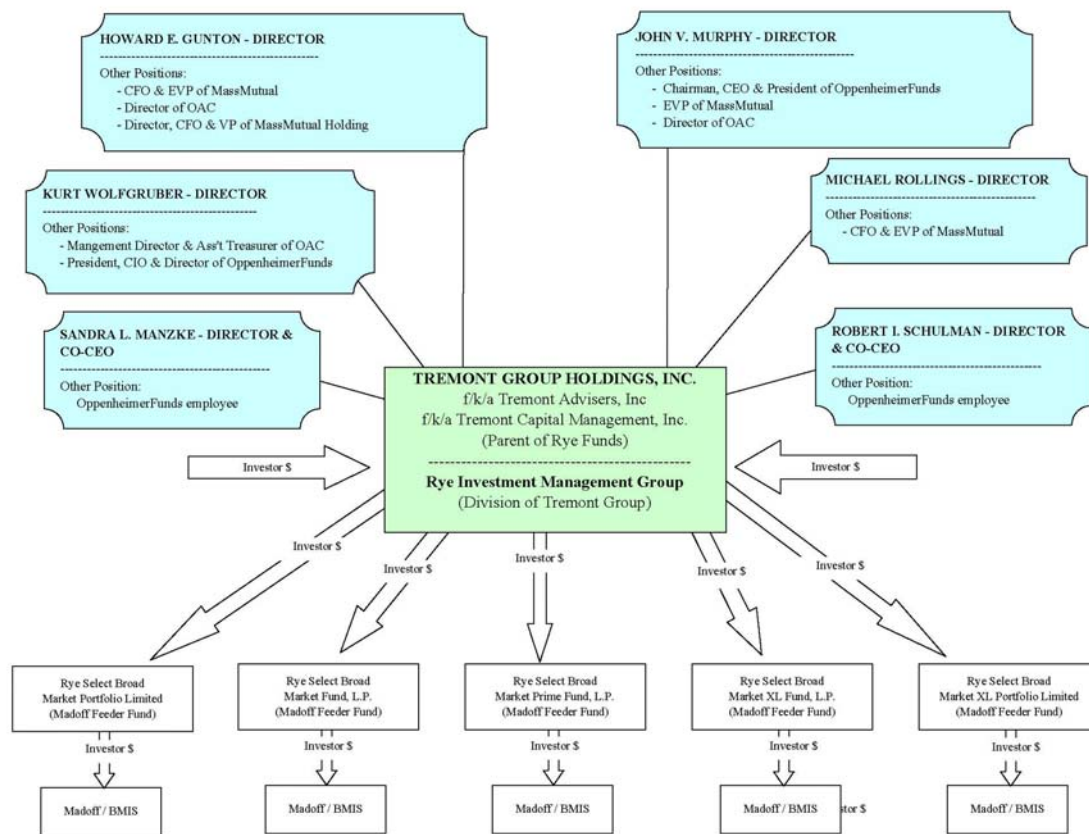 HOWARD E. GUNTON - DIRECTOR
--------------------------------------------------
Other Positions:
- CFO & EVP of MassMutual
- Director of OAC
- Director, CFO & VP of MassMutual Holding
JOHN V. MURPHY - DIRECTOR
--------------------------------------------------
Other Positions:
- Chairman, CEO & President of OppenheimerFunds
- EVP of MassMutual
- Director of OAC
KURT WOLFGRUBER - DIRECTOR
--------------------------------------------------
Other Positions:
- Mangement Director & Ass't Treasurer of OAC
- President, CIO & Director of OppenheimerFunds
MICHAEL ROLLINGS - DIRECTOR
--------------------------------------------------
Other Positions:
- CFO & EVP of MassMutual
SANDRA L. MANZKE - DIRECTOR &
CO-CEO
--------------------------------------------------
Other Position:
OppenheimerFunds employee
ROBERT I. SCHULMAN - DIRECTOR
& CO-CEO
--------------------------------------------------
Other Position:
OppenheimerFunds employee
TREMONT GROUP HOLDINGS, INC.
f/k/a Tremont Advisers, Inc
f/k/a Tremont Capital Management, Inc.
(Parent of Rye Funds)
--------------------------------------------------
Rye Investment Management Group
(Division of Tremont Group)
Investor $
Investor $
Investor $
Investor $
Investor $
Investor $
Investor $
Rye Select Broad
Market Portfolio Limited
(Madoff Feeder Fund)
Rye Select Broad
Market Fund, L.P.
(Madoff Feeder Fund)
Rye Select Broad
Market Prime Fund, L.P.
(Madoff Feeder Fund)
Rye Select Broad
Market XL Fund, L.P.
(Madoff Feeder Fund)
Rye Select Broad
Market XL Portfolio Limited
(Madoff Feeder Fund)
Investor $
Investor $
Investor $
Investor $
Investor $
Madoff / BMIS
Madoff / BMIS
Madoff / BMIS
Madoff / BMIS
stor $
Madoff / BMIS